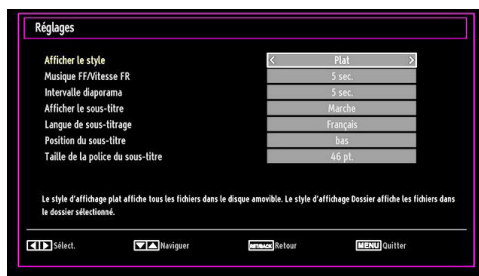 Réglages
Afficher le style < Plat >
Musique FF/Vitesse FR 5 sec.
Intervalle diaporama 5 sec.
Afficher le sous-titre Marche
Langue de sous-titrage Français
Position du sous-titre bas
Taille de la police du sous-titre 46 pt.
Le style d'affichage plat affiche tous les fichiers dans le disque amovible. Le style d'affichage Dossier affiche les fichiers dans
le dossier sélectionné.
Sélect. Naviguer RET/BACK Retour MENU Quitter